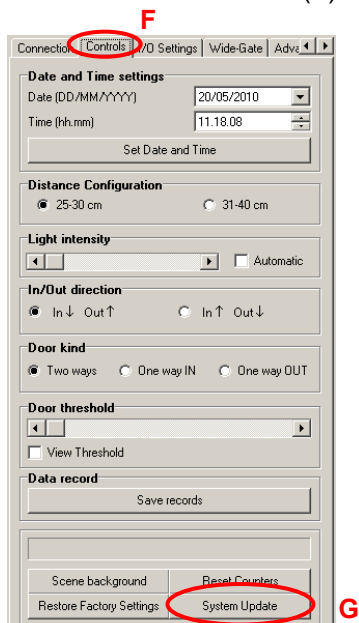 F
Connection Controls I/O Settings Wide-Gate Adva
Date and Time settings
Date (DD/MM/YYYY) 20/05/2010
Time (hh.mm) 11.18.08
Set Date and Time
Distance Configuration
25-30 cm 31-40 cm
Light intensity
Automatic
In/Out direction
In↓ Out↑ In↑ Out↓
Door kind
Two ways One way IN One way OUT
Door threshold
View Threshold
Data record
Save records
Scene background Reset Counters
Restore Factory Settings System Update
G